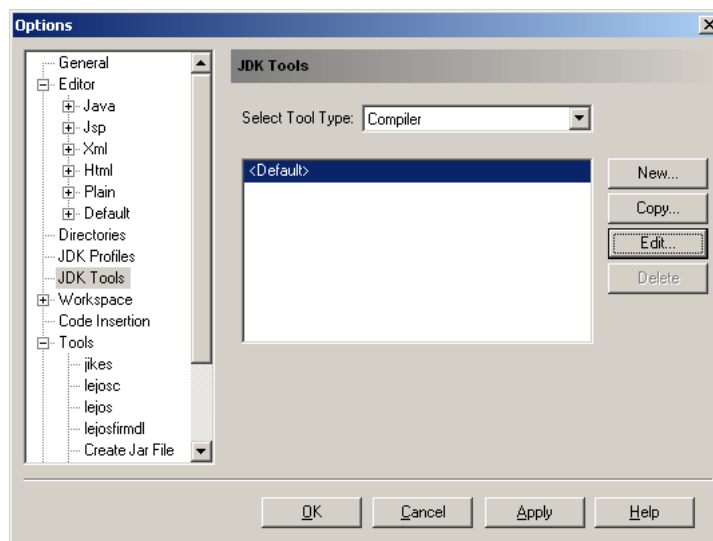 Options
General
Editor
Java
Jsp
Xml
Html
Plain
Default
Directories
JDK Profiles
JDK Tools
Workspace
Code Insertion
Tools
jikes
lejosc
lejos
lejosfirmdl
Create Jar File
JDK Tools
Select Tool Type: Compiler
<Default>
New...
Copy...
Edit...
Delete
OK
Cancel
Apply
Help